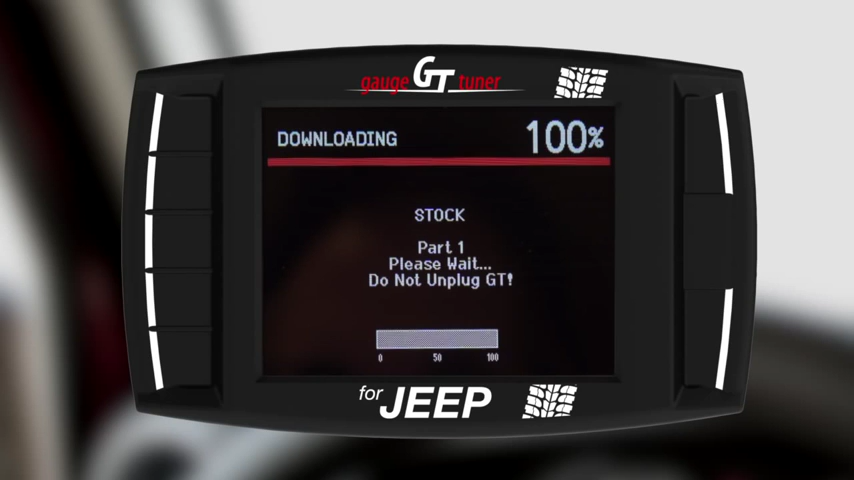 gauge GT tuner
DOWNLOADING 100%
STOCK
Part 1
Please Wait...
Do Not Unplug GT!
0 50 100
for JEEP